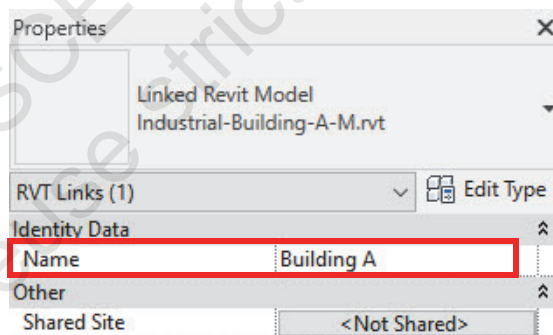 Properties
Linked Revit Model
Industrial-Building-A-M.rvt
RVT Links (1)
Edit Type
Identity Data
Name Building A
Other
Shared Site <Not Shared>